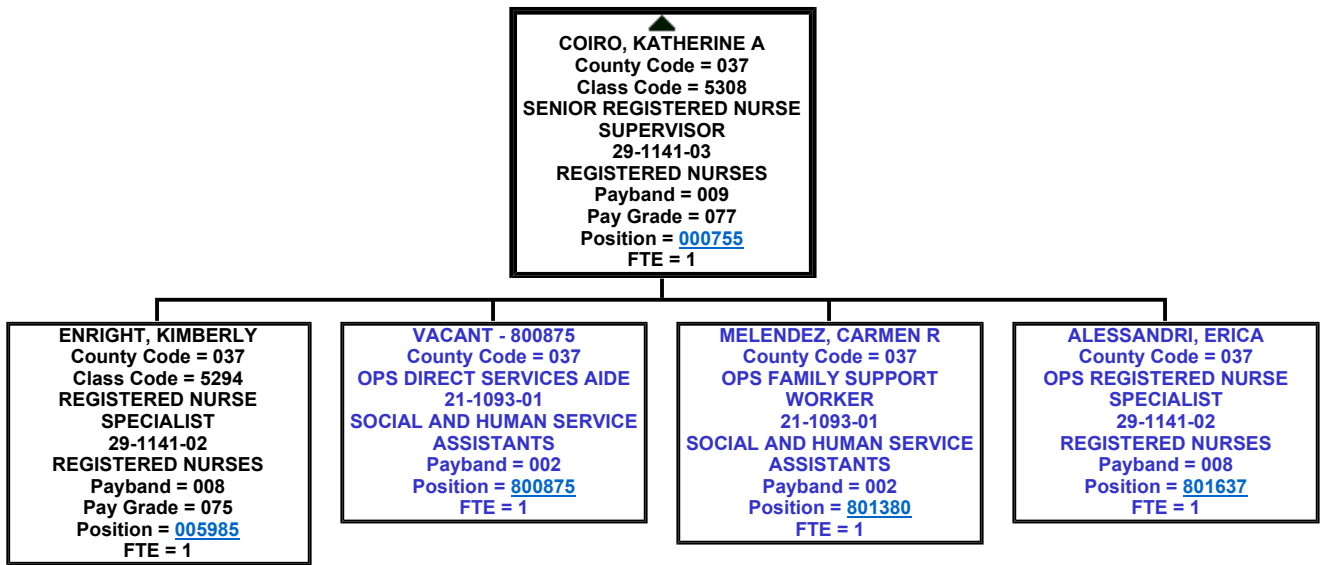 COIRO, KATHERINE A
County Code = 037
Class Code = 5308
SENIOR REGISTERED NURSE
SUPERVISOR
29-1141-03
REGISTERED NURSES
Payband = 009
Pay Grade = 077
Position = 000755
FTE = 1
ENRIGHT, KIMBERLY
County Code = 037
Class Code = 5294
REGISTERED NURSE
SPECIALIST
29-1141-02
REGISTERED NURSES
Payband = 008
Pay Grade = 075
Position = 005985
FTE = 1
VACANT - 800875
County Code = 037
OPS DIRECT SERVICES AIDE
21-1093-01
SOCIAL AND HUMAN SERVICE
ASSISTANTS
Payband = 002
Position = 800875
FTE = 1
MELENDEZ, CARMEN R
County Code = 037
OPS FAMILY SUPPORT
WORKER
21-1093-01
SOCIAL AND HUMAN SERVICE
ASSISTANTS
Payband = 002
Position = 801380
FTE = 1
ALESSANDRI, ERICA
County Code = 037
OPS REGISTERED NURSE
SPECIALIST
29-1141-02
REGISTERED NURSES
Payband = 008
Position = 801637
FTE = 1